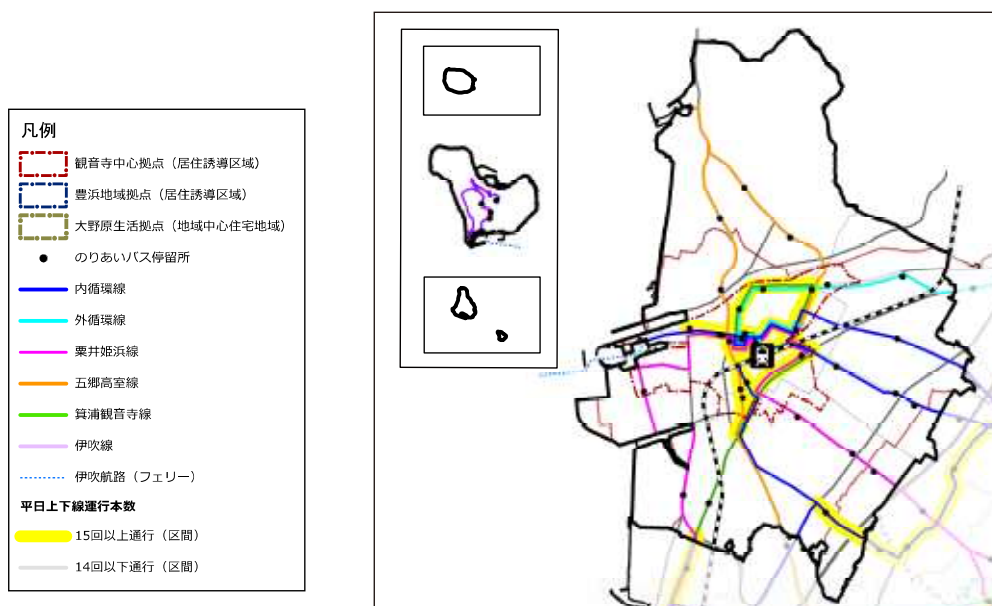 凡例
観音寺中心拠点（居住誘導区域）
豊浜地域拠点（居住誘導区域）
大野原生活拠点（地域中心住宅地域）
のりあいバス停留所
内循環線
外循環線
粟井姫浜線
五郷高室線
箕浦観音寺線
伊吹線
伊吹航路（フェリー）
平日上下線運行本数
15回以上通行（区間）
14回以下通行（区間）